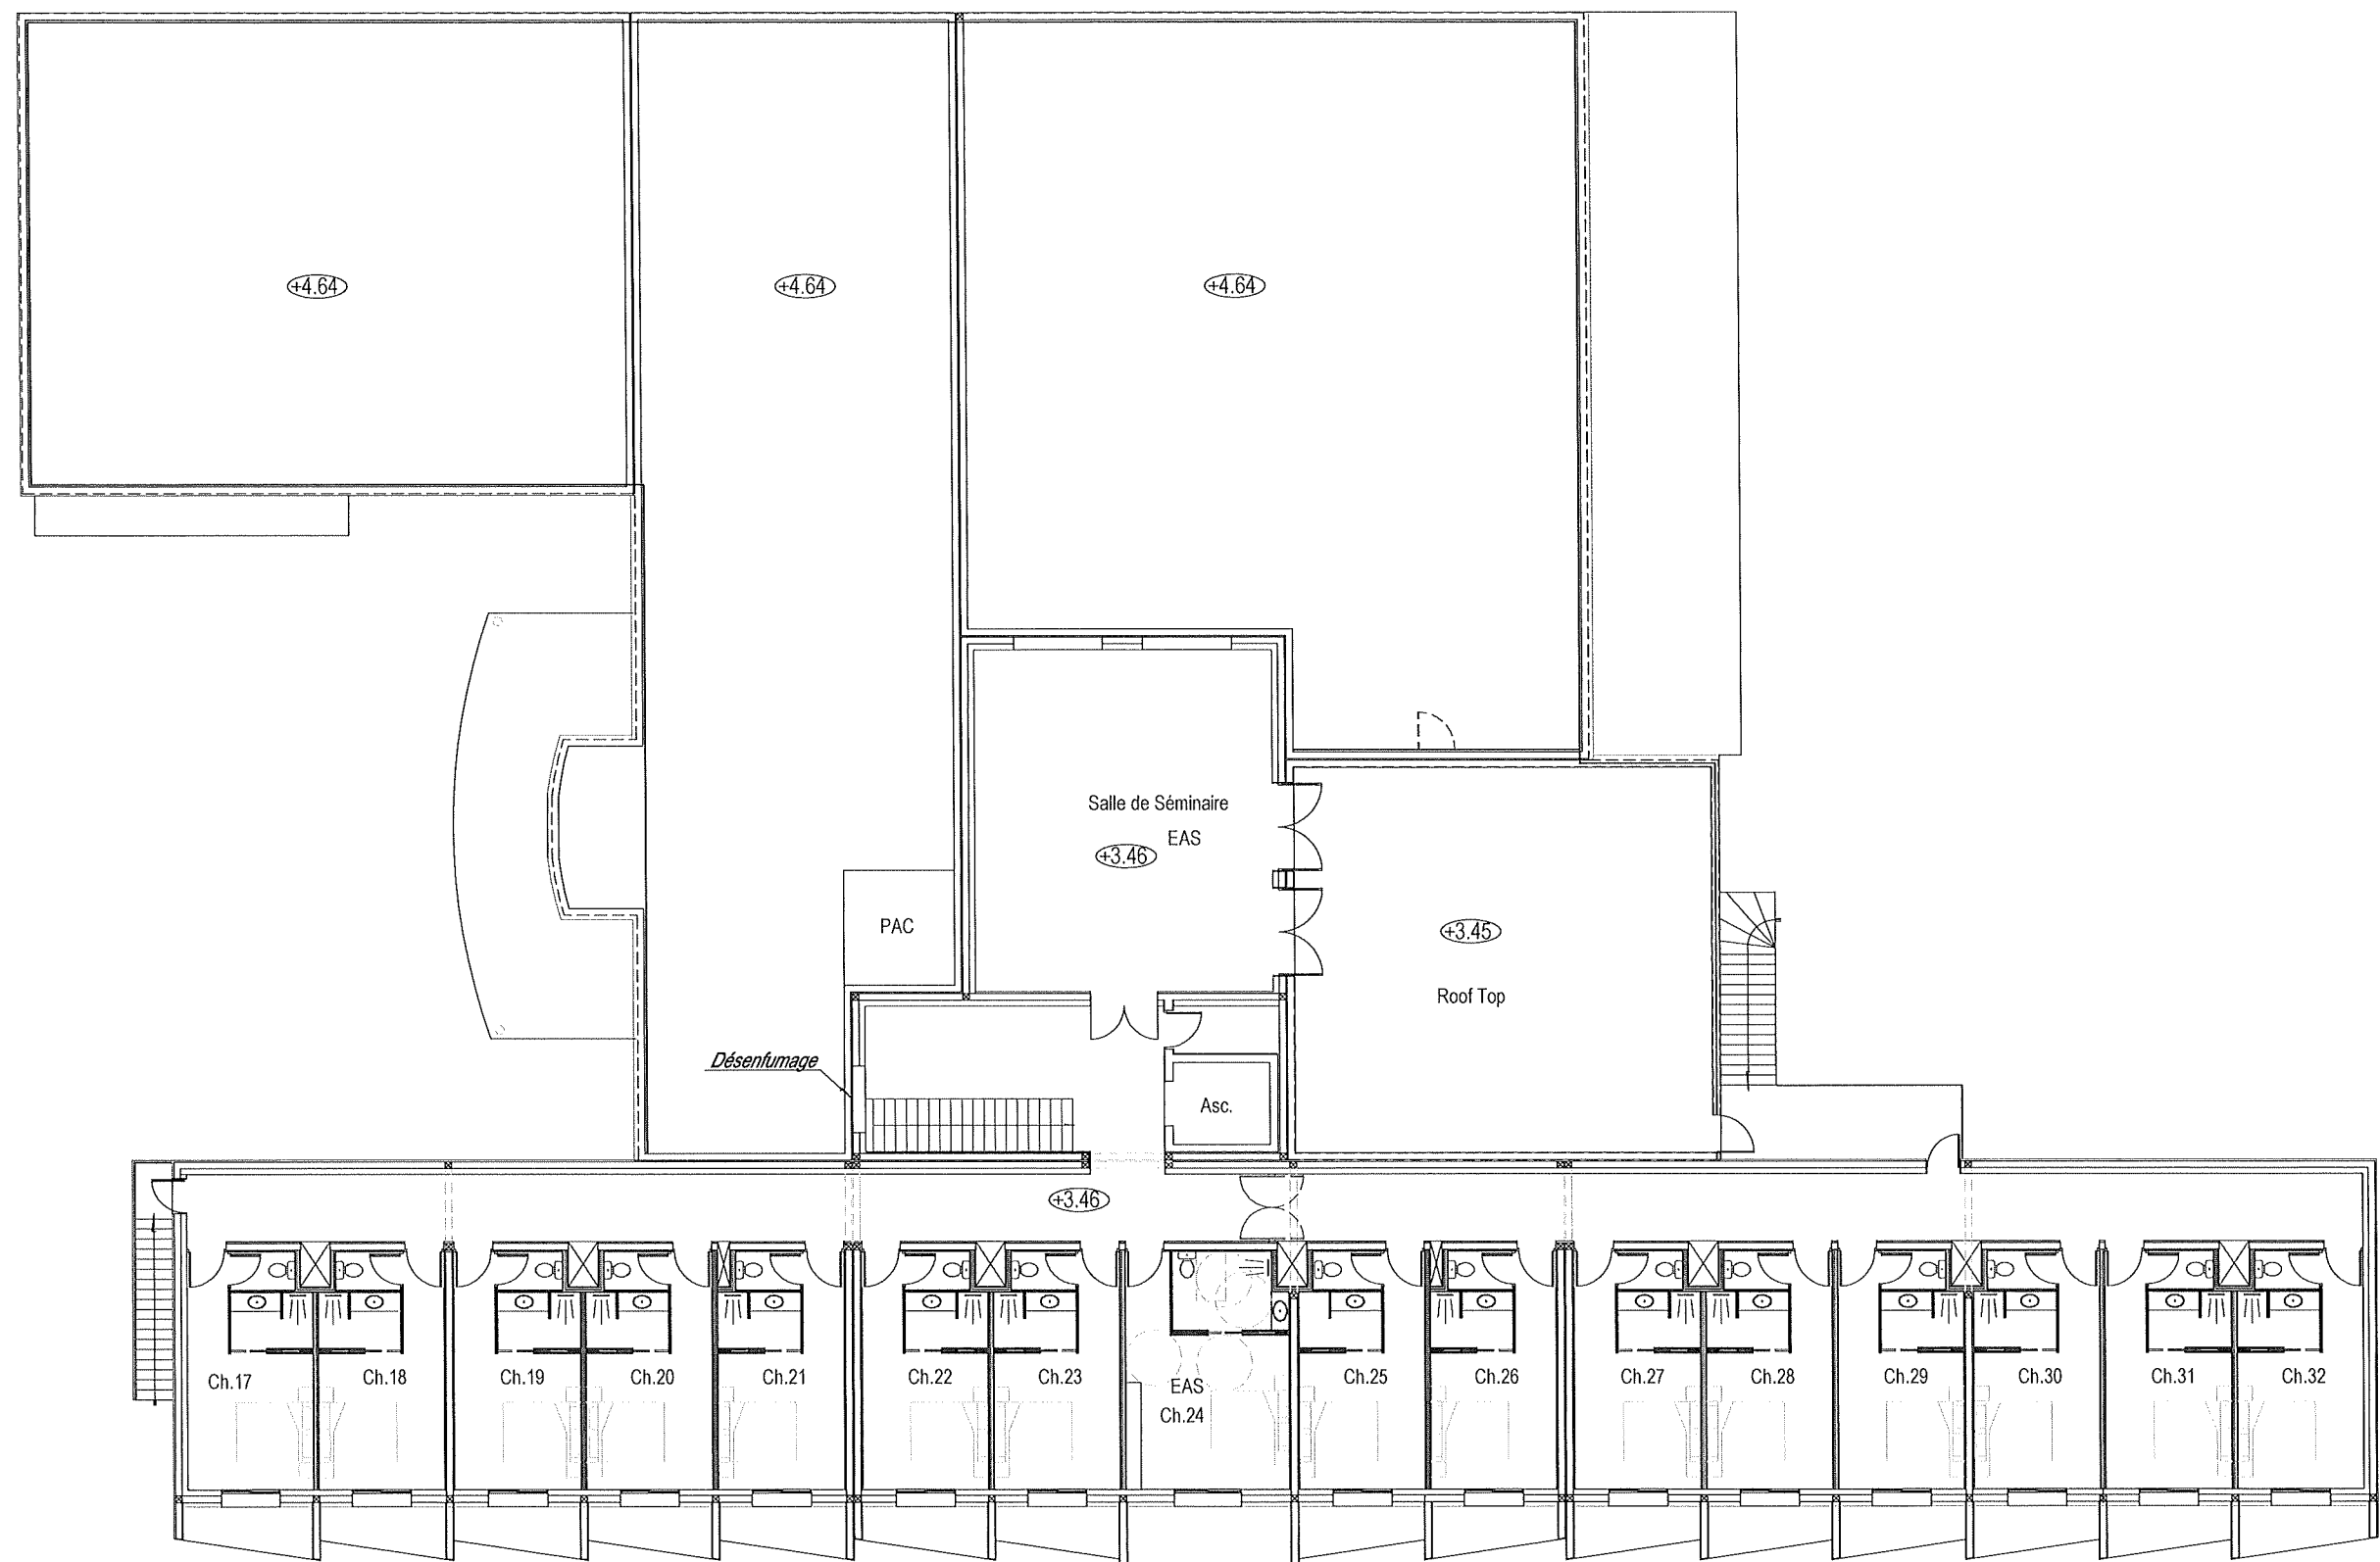 +4.64
+4.64
+4.64
Salle de Séminaire
EAS
+3.46
PAC
+3.45
Roof Top
Désenfumage
Asc.
+3.46
Ch.17
Ch.18
Ch.19
Ch.20
Ch.21
Ch.22
Ch.23
EAS
Ch.24
Ch.25
Ch.26
Ch.27
Ch.28
Ch.29
Ch.30
Ch.31
Ch.32